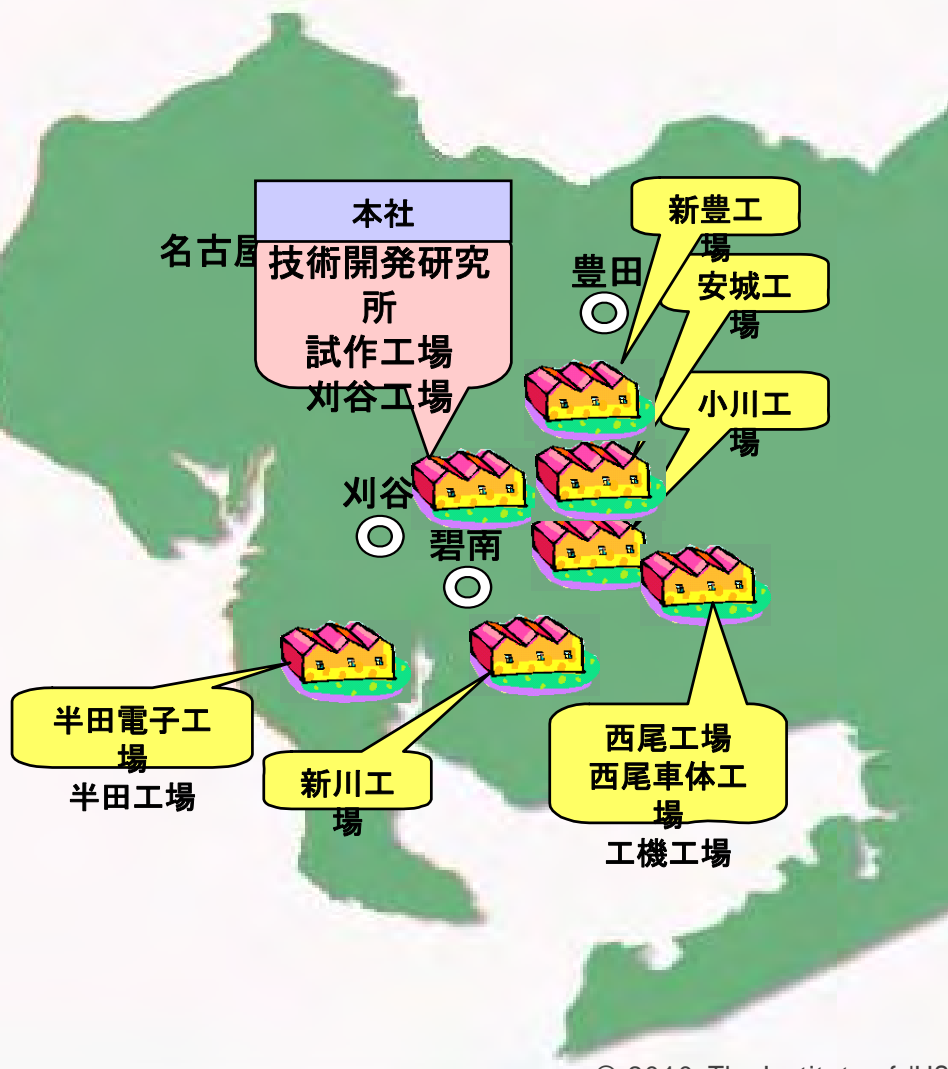 本社
技術開発研究
所
試作工場
刈谷工場
名古屋
豊田
新豊工
場
安城工
場
小川工
場
刈谷
碧南
半田電子工
場
半田工場
新川工
場
西尾工場
西尾車体工
場
工機工場